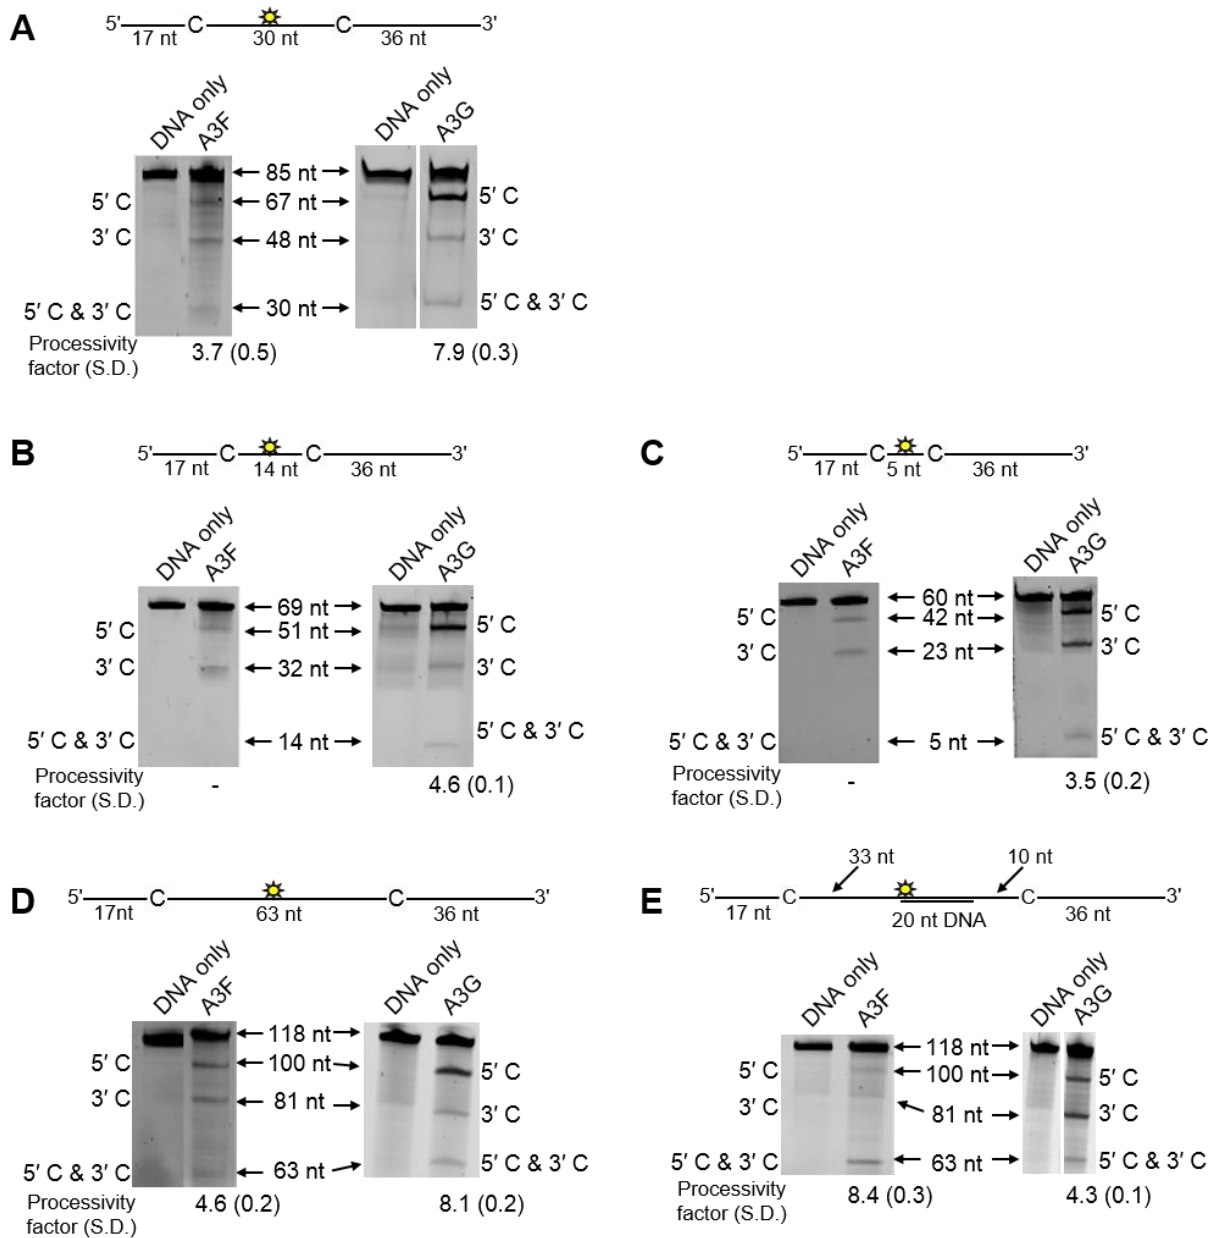 A
5' C C 3'
17 nt 30 nt 36 nt
DNA only A3F DNA only A3G
85 nt
5′ C 67 nt 5′ C
3′ C 48 nt 3′ C
5′ C & 3′ C 30 nt 5′ C & 3′ C
Processivity
factor (S.D.) 3.7 (0.5) 7.9 (0.3)
B
5' C C 3'
17 nt 14 nt 36 nt
DNA only A3F DNA only A3G
69 nt
5′ C 51 nt 5′ C
3′ C 32 nt 3′ C
5′ C & 3′ C 14 nt 5′ C & 3′ C
Processivity
factor (S.D.) - 4.6 (0.1)
C
5' C C 3'
17 nt 5 nt 36 nt
DNA only A3F DNA only A3G
60 nt
5′ C 42 nt 5′ C
3′ C 23 nt 3′ C
5′ C & 3′ C 5 nt 5′ C & 3′ C
Processivity
factor (S.D.) - 3.5 (0.2)
D
5' C C 3'
17nt 63 nt 36 nt
DNA only A3F DNA only A3G
118 nt
5′ C 100 nt 5′ C
3′ C 81 nt 3′ C
5′ C & 3′ C 63 nt 5′ C & 3′ C
Processivity
factor (S.D.) 4.6 (0.2) 8.1 (0.2)
E
33 nt 10 nt
5' C C 3'
17 nt 20 nt DNA 36 nt
DNA only A3F DNA only A3G
118 nt
5′ C 100 nt 5′ C
3′ C 81 nt 3′ C
5′ C & 3′ C 63 nt 5′ C & 3′ C
Processivity
factor (S.D.) 8.4 (0.3) 4.3 (0.1)